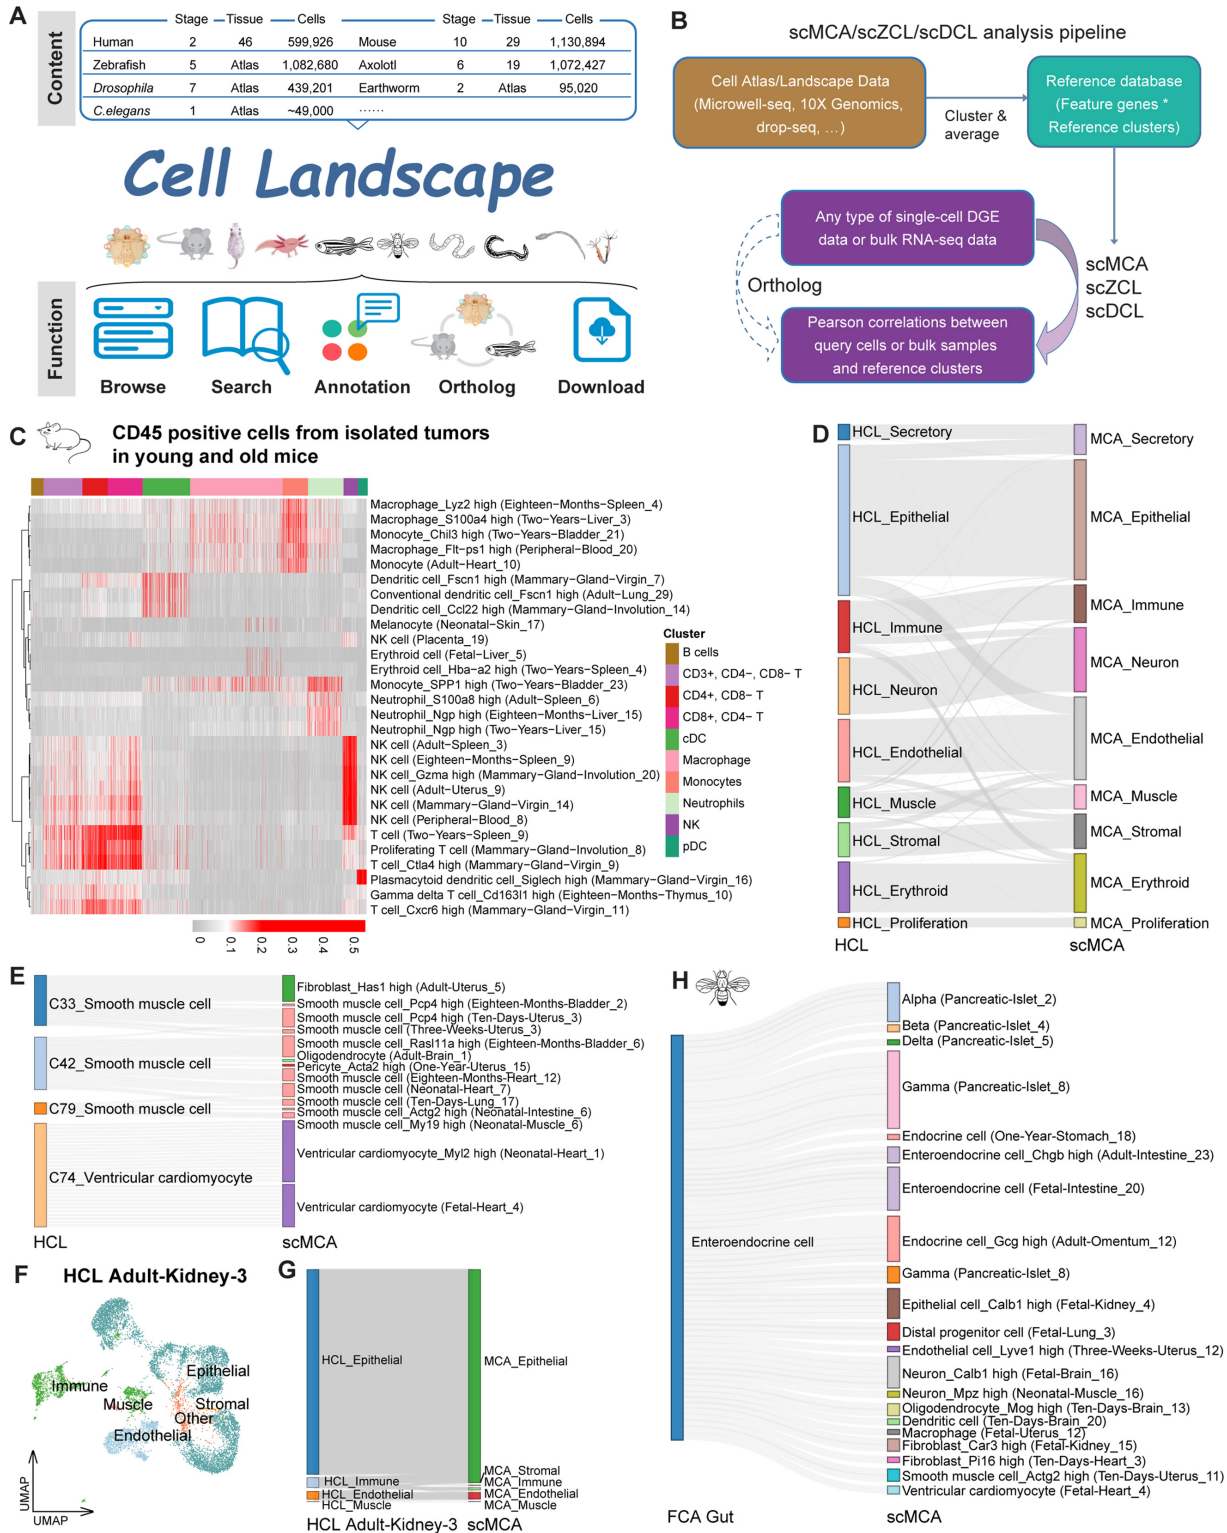 A
Content
Stage Tissue Cells Stage Tissue Cells
Human 2 46 599,926 Mouse 10 29 1,130,894
Zebrafish 5 Atlas 1,082,680 Axolotl 6 19 1,072,427
Drosophila 7 Atlas 439,201 Earthworm 2 Atlas 95,020
C.elegans 1 Atlas ~49,000 ......
Cell Landscape
Function
Browse Search Annotation Ortholog Download
B
scMCA/scZCL/scDCL analysis pipeline
Cell Atlas/Landscape Data
(Microwell-seq, 10X Genomics,
drop-seq, ...)
Cluster &
average
Reference database
(Feature genes *
Reference clusters)
Any type of single-cell DGE
data or bulk RNA-seq data
Ortholog
scMCA
scZCL
scDCL
Pearson correlations between
query cells or bulk samples
and reference clusters
C
CD45 positive cells from isolated tumors
in young and old mice
Macrophage_Lyz2 high (Eighteen−Months−Spleen_4)
Macrophage_S100a4 high (Two−Years−Liver_3)
Monocyte_Chil3 high (Two−Years−Bladder_21)
Macrophage_Flt−ps1 high (Peripheral−Blood_20)
Monocyte (Adult−Heart_10)
Dendritic cell_Fscn1 high (Mammary−Gland−Virgin_7)
Conventional dendritic cell_Fscn1 high (Adult−Lung_29)
Dendritic cell_Ccl22 high (Mammary−Gland−Involution_14)
Melanocyte (Neonatal−Skin_17)
NK cell (Placenta_19)
Erythroid cell (Fetal−Liver_5)
Erythroid cell_Hba−a2 high (Two−Years−Spleen_4)
Monocyte_SPP1 high (Two−Years−Bladder_23)
Neutrophil_S100a8 high (Adult−Spleen_6)
Neutrophil_Ngp high (Eighteen−Months−Liver_15)
Neutrophil_Ngp high (Two−Years−Liver_15)
NK cell (Adult−Spleen_3)
NK cell (Eighteen−Months−Spleen_9)
NK cell_Gzma high (Mammary−Gland−Involution_20)
NK cell (Adult−Uterus_9)
NK cell (Mammary−Gland−Virgin_14)
NK cell (Peripheral−Blood_8)
T cell (Two−Years−Spleen_9)
Proliferating T cell (Mammary−Gland−Involution_8)
T cell_Ctla4 high (Mammary−Gland−Virgin_9)
Plasmacytoid dendritic cell_Siglech high (Mammary−Gland−Virgin_16)
Gamma delta T cell_Cd163l1 high (Eighteen−Months−Thymus_10)
T cell_Cxcr6 high (Mammary−Gland−Virgin_11)
0 0.1 0.2 0.3 0.4 0.5
Cluster
B cells
CD3+, CD4−, CD8− T
CD4+, CD8− T
CD8+, CD4− T
cDC
Macrophage
Monocytes
Neutrophils
NK
pDC
D
HCL_Secretory
HCL_Epithelial
HCL_Immune
HCL_Neuron
HCL_Endothelial
HCL_Muscle
HCL_Stromal
HCL_Erythroid
HCL_Proliferation
HCL
MCA_Secretory
MCA_Epithelial
MCA_Immune
MCA_Neuron
MCA_Endothelial
MCA_Muscle
MCA_Stromal
MCA_Erythroid
MCA_Proliferation
scMCA
E
C33_Smooth muscle cell
C42_Smooth muscle cell
C79_Smooth muscle cell
C74_Ventricular cardiomyocyte
HCL
Fibroblast_Has1 high (Adult-Uterus_5)
Smooth muscle cell_Pcp4 high (Eighteen-Months-Bladder_2)
Smooth muscle cell_Pcp4 high (Ten-Days-Uterus_3)
Smooth muscle cell (Three-Weeks-Uterus_3)
Smooth muscle cell_Rasl11a high (Eighteen-Months-Bladder_6)
Oligodendrocyte (Adult-Brain_1)
Pericyte_Acta2 high (One-Year-Uterus_15)
Smooth muscle cell (Eighteen-Months-Heart_12)
Smooth muscle cell (Neonatal-Heart_7)
Smooth muscle cell (Ten-Days-Lung_17)
Smooth muscle cell_Actg2 high (Neonatal-Intestine_6)
Smooth muscle cell_My19 high (Neonatal-Muscle_6)
Ventricular cardiomyocyte_Myl2 high (Neonatal-Heart_1)
Ventricular cardiomyocyte (Fetal-Heart_4)
scMCA
F
HCL Adult-Kidney-3
Epithelial
Immune
Muscle
Stromal
Other
Endothelial
UMAP
UMAP
G
HCL_Epithelial
HCL_Immune
HCL_Endothelial
HCL_Muscle
HCL Adult-Kidney-3
MCA_Epithelial
MCA_Stromal
MCA_Immune
MCA_Endothelial
MCA_Muscle
scMCA
H
Enteroendocrine cell
FCA Gut
Alpha (Pancreatic-Islet_2)
Beta (Pancreatic-Islet_4)
Delta (Pancreatic-Islet_5)
Gamma (Pancreatic-Islet_8)
Endocrine cell (One-Year-Stomach_18)
Enteroendocrine cell_Chgb high (Adult-Intestine_23)
Enteroendocrine cell (Fetal-Intestine_20)
Endocrine cell_Gcg high (Adult-Omentum_12)
Gamma (Pancreatic-Islet_8)
Epithelial cell_Calb1 high (Fetal-Kidney_4)
Distal progenitor cell (Fetal-Lung_3)
Endothelial cell_Lyve1 high (Three-Weeks-Uterus_12)
Neuron_Calb1 high (Fetal-Brain_16)
Neuron_Mpz high (Neonatal-Muscle_16)
Oligodendrocyte_Mog high (Ten-Days-Brain_13)
Dendritic cell (Ten-Days-Brain_20)
Macrophage (Fetal-Uterus_12)
Fibroblast_Car3 high (Fetal-Kidney_15)
Fibroblast_Pi16 high (Ten-Days-Heart_3)
Smooth muscle cell_Actg2 high (Ten-Days-Uterus_11)
Ventricular cardiomyocyte (Fetal-Heart_4)
scMCA